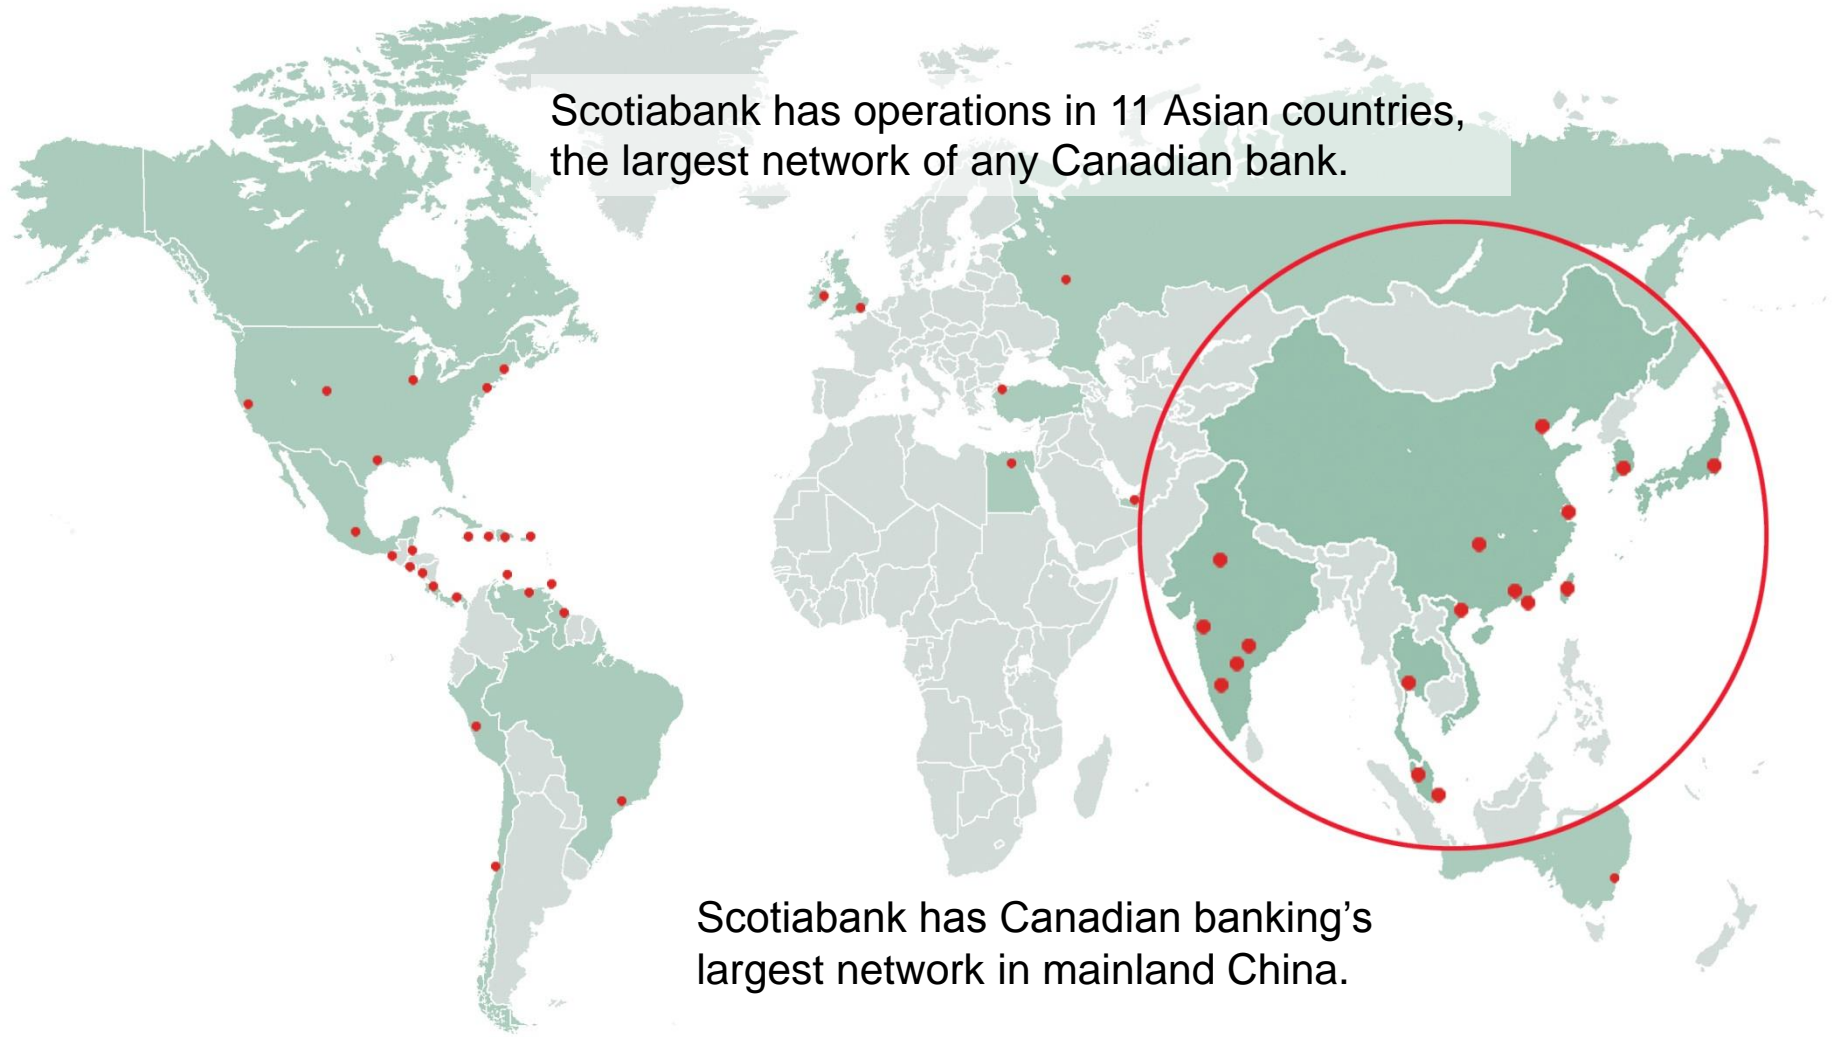 Scotiabank has operations in 11 Asian countries,
the largest network of any Canadian bank.
Scotiabank has Canadian banking’s
largest network in mainland China.